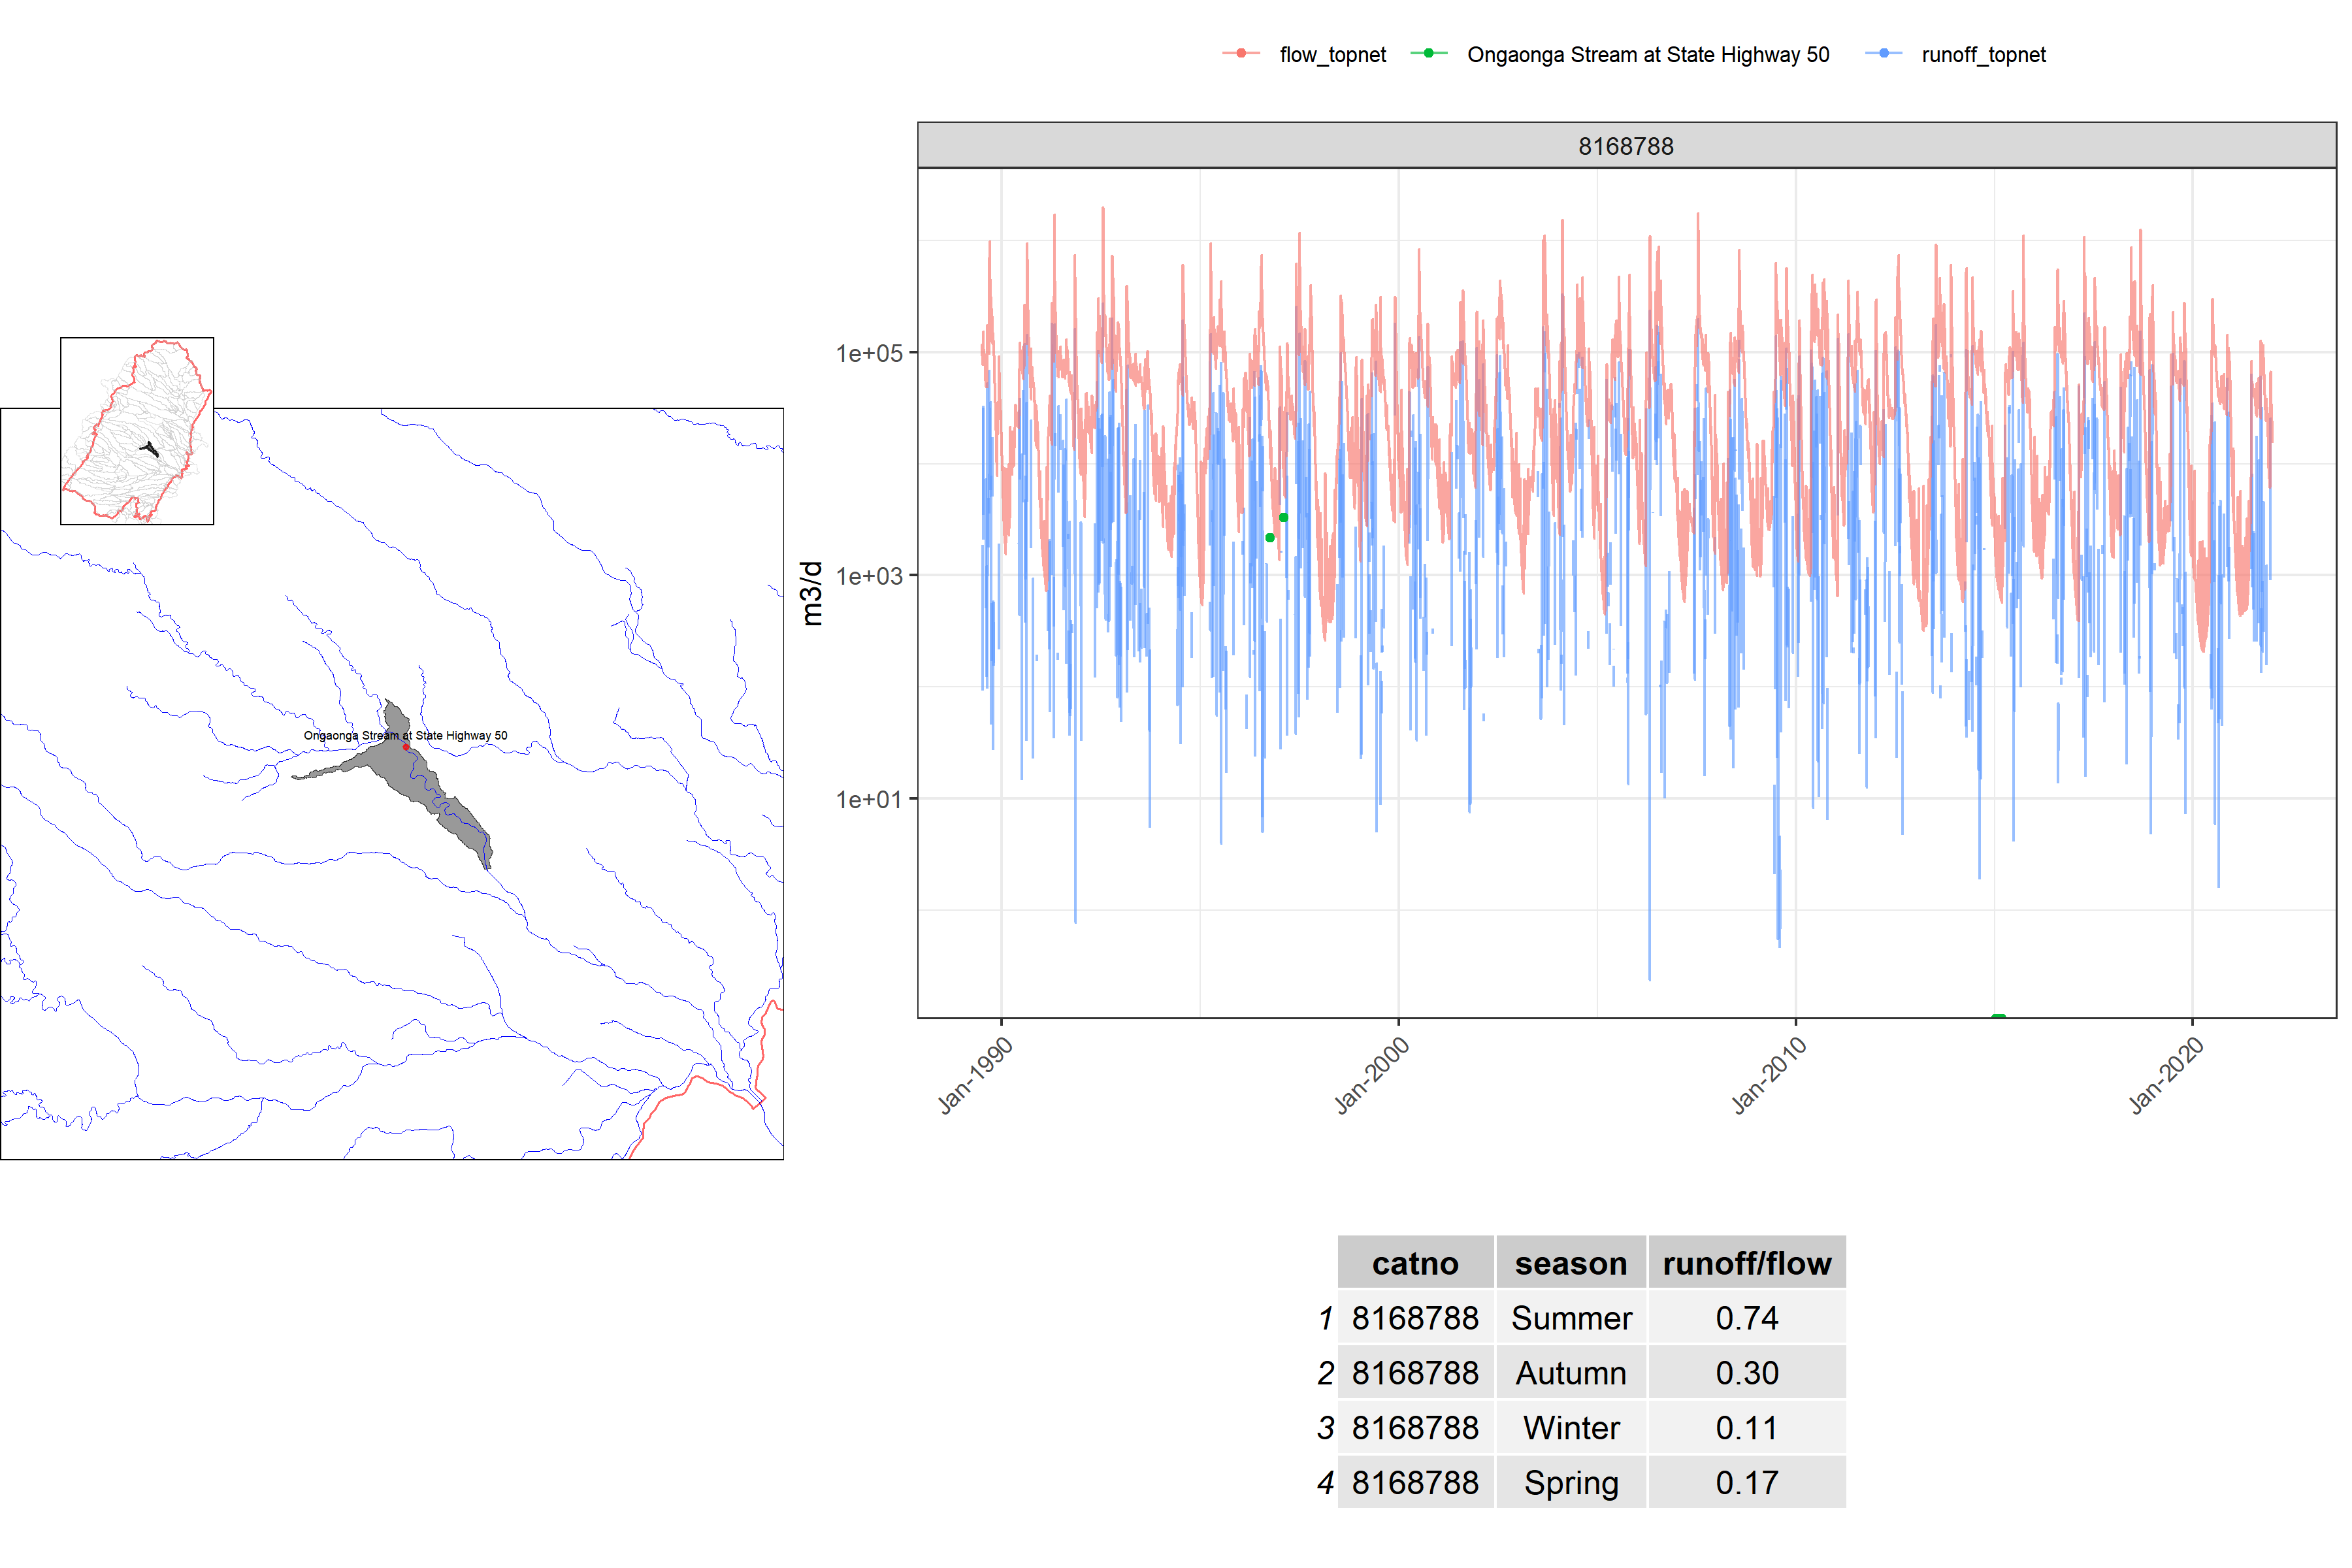 flow_topnet Ongaonga Stream at State Highway 50 runoff_topnet
8168788
Ongaonga Stream at State Highway 50
m3/d
1e+05
1e+03
1e+01
Jan-1990 Jan-2000 Jan-2010 Jan-2020
catno season runoff/flow
1 8168788 Summer 0.74
2 8168788 Autumn 0.30
3 8168788 Winter 0.11
4 8168788 Spring 0.17